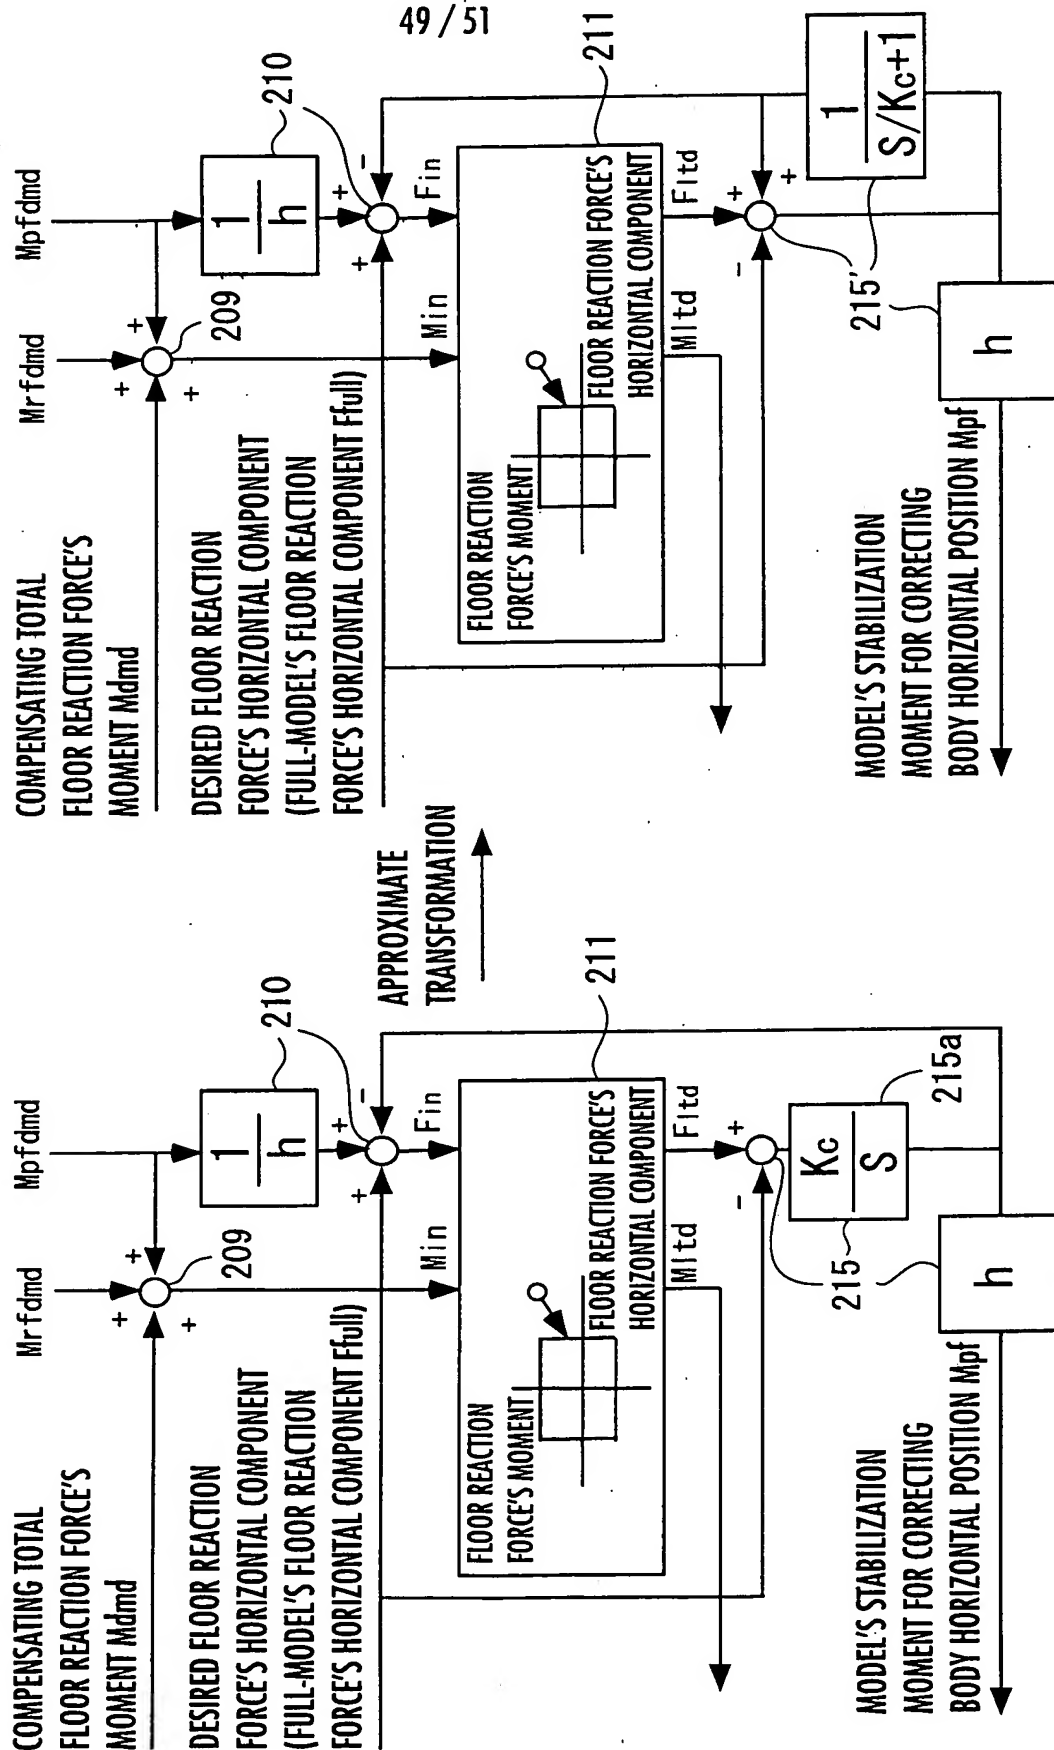 49 / 51
COMPENSATING TOTAL
FLOOR REACTION FORCE'S
MOMENT Mdmd
Mrfdmd
Mpfdmd
+
+
+
209
1
h
210
DESIRED FLOOR REACTION
FORCE'S HORIZONTAL COMPONENT
(FULL-MODEL'S FLOOR REACTION
FORCE'S HORIZONTAL COMPONENT Ffull)
+
+
-
Min
Fin
FLOOR REACTION
FORCE'S MOMENT
FLOOR REACTION FORCE'S
HORIZONTAL COMPONENT
211
Mltd
Fltd
-
+
Kc
S
215a
215
h
MODEL'S STABILIZATION
MOMENT FOR CORRECTING
BODY HORIZONTAL POSITION Mpf
APPROXIMATE
TRANSFORMATION
COMPENSATING TOTAL
FLOOR REACTION FORCE'S
MOMENT Mdmd
Mrfdmd
Mpfdmd
+
+
+
209
1
h
210
DESIRED FLOOR REACTION
FORCE'S HORIZONTAL COMPONENT
(FULL-MODEL'S FLOOR REACTION
FORCE'S HORIZONTAL COMPONENT Ffull)
+
+
-
Min
Fin
FLOOR REACTION
FORCE'S MOMENT
FLOOR REACTION FORCE'S
HORIZONTAL COMPONENT
211
Mltd
Fltd
-
+
+
1
S/Kc+1
215'
h
MODEL'S STABILIZATION
MOMENT FOR CORRECTING
BODY HORIZONTAL POSITION Mpf